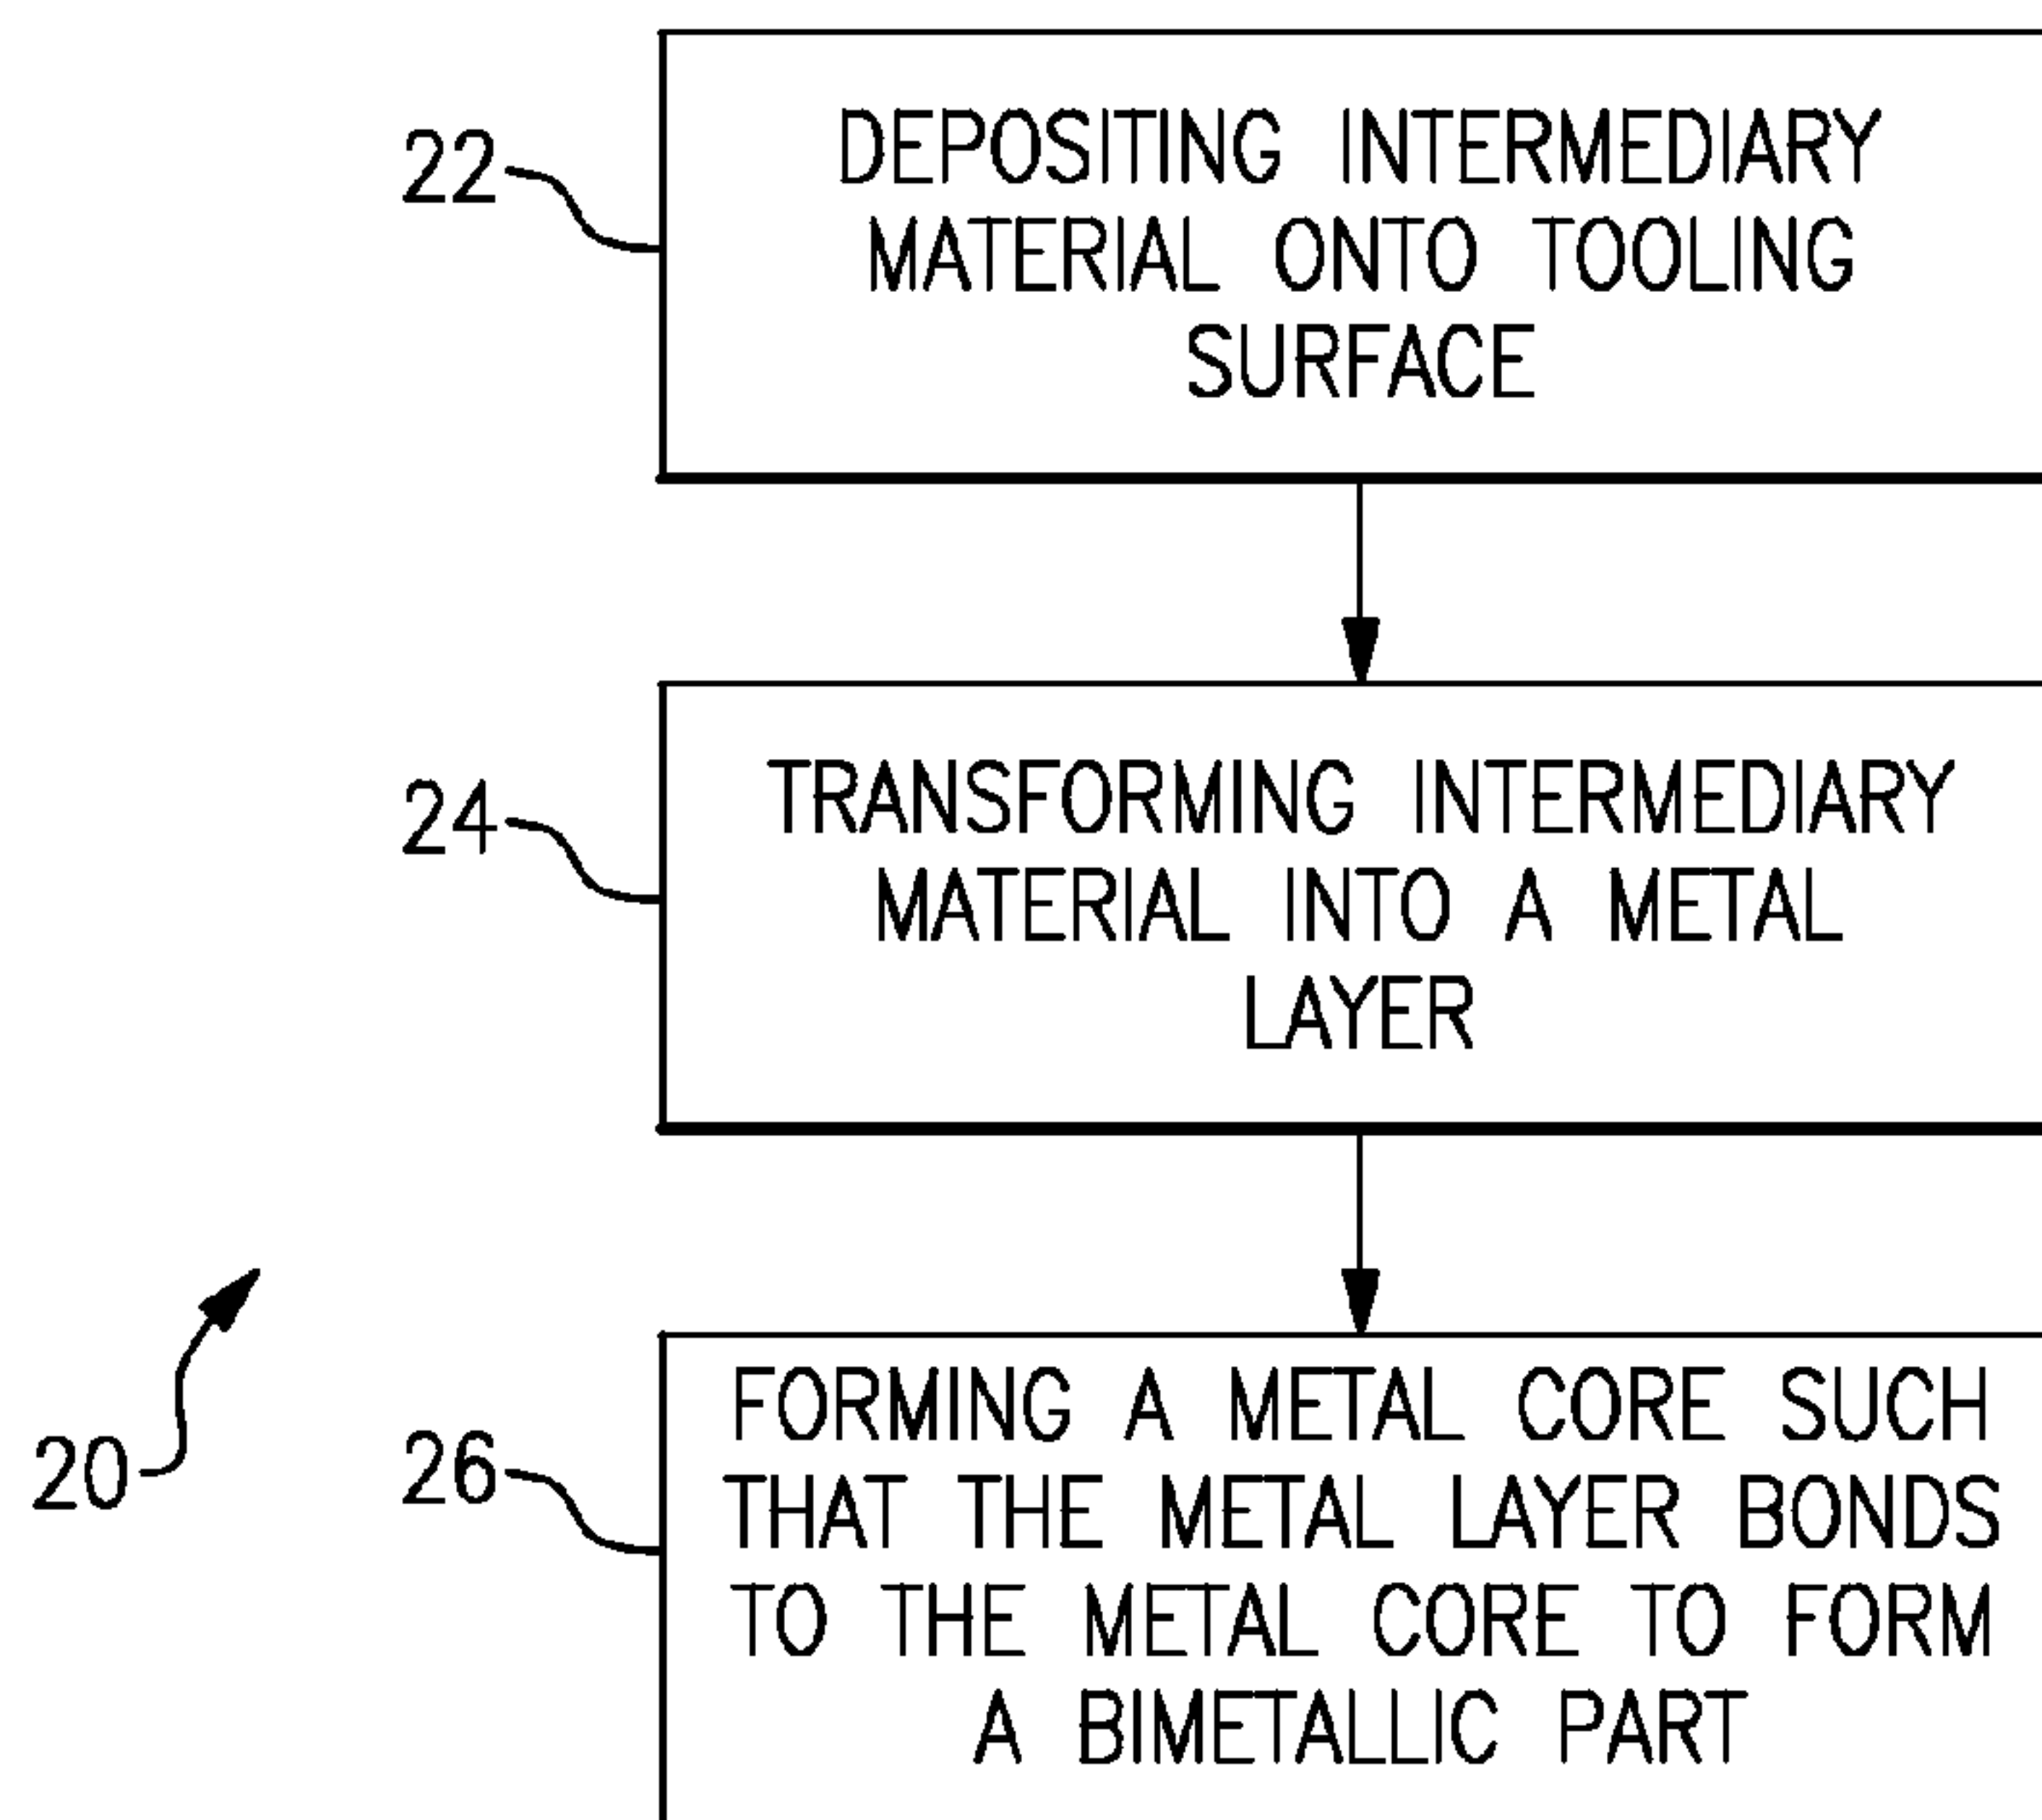 22
DEPOSITING INTERMEDIARY
MATERIAL ONTO TOOLING
SURFACE
24
TRANSFORMING INTERMEDIARY
MATERIAL INTO A METAL
LAYER
20
26
FORMING A METAL CORE SUCH
THAT THE METAL LAYER BONDS
TO THE METAL CORE TO FORM
A BIMETALLIC PART